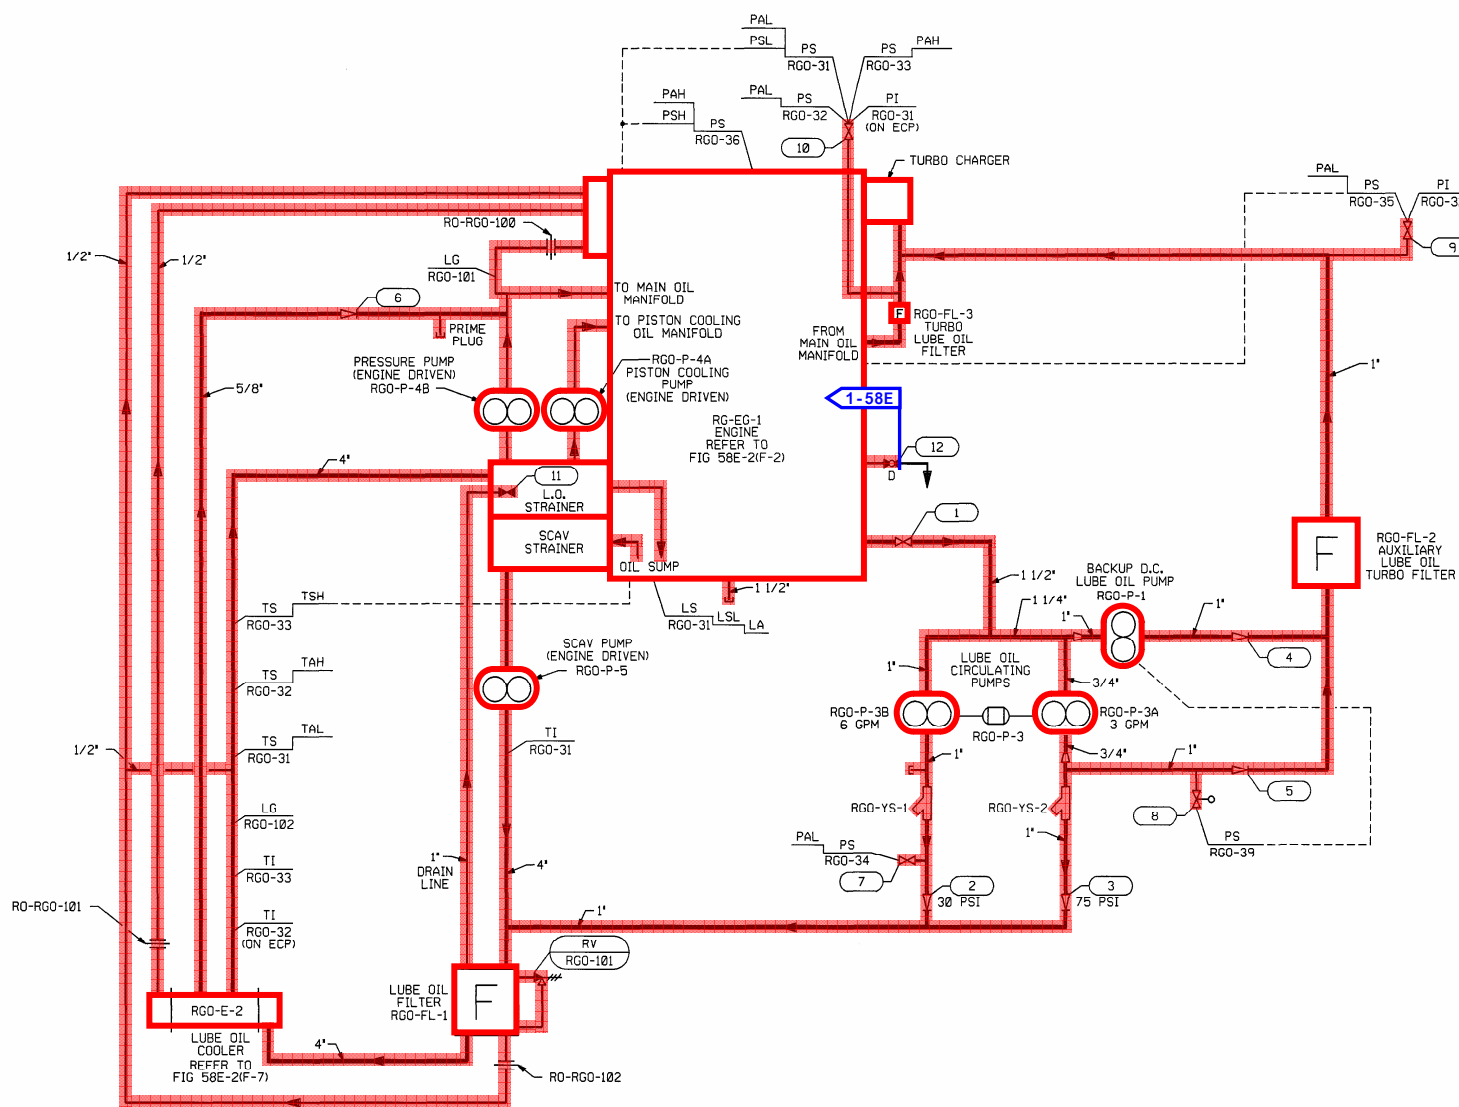 PAL
PSL
PS
RGO-31
PS
RGO-33
PAH
PAH
PSH
PS
RGO-36
PAL
PS
RGO-32
PI
RGO-31
(ON ECP)
10
TURBO CHARGER
PAL
PS
RGO-35
PI
9
RO-RGO-100
1/2"
1/2"
LG
RGO-101
6
TO MAIN OIL
MANIFOLD
PRIME
PLUG
TO PISTON COOLING
OIL MANIFOLD
FROM
MAIN OIL
MANIFOLD
F
RGO-FL-3
TURBO
LUBE OIL
FILTER
PRESSURE PUMP
(ENGINE DRIVEN)
RGO-P-4B
RGO-P-4A
PISTON COOLING
PUMP
(ENGINE DRIVEN)
1"
5/8"
1-58E
RG-EG-1
ENGINE
REFER TO
FIG 58E-2(F-2)
12
D
4"
11
L.O.
STRAINER
SCAV
STRAINER
OIL SUMP
1
1 1/2"
1 1/2"
1 1/4"
F
RGO-FL-2
AUXILIARY
LUBE OIL
TURBO FILTER
BACKUP D.C.
LUBE OIL PUMP
RGO-P-1
1"
1"
4
TS
RGO-33
TSH
LS
RGO-31
LSL
LA
SCAV PUMP
(ENGINE DRIVEN)
RGO-P-5
TS
RGO-32
TAH
1"
LUBE OIL
CIRCULATING
PUMPS
3/4"
RGO-P-3B
6 GPM
RGO-P-3
RGO-P-3A
3 GPM
TS
RGO-31
TAL
1/2"
TI
RGO-31
1"
3/4"
1"
5
LG
RGO-102
RGO-YS-1
RGO-YS-2
8
PS
RGO-39
1"
PAL
PS
RGO-34
7
TI
RGO-33
1"
DRAIN
LINE
4"
2
30 PSI
3
75 PSI
RO-RGO-101
TI
RGO-32
(ON ECP)
1"
RV
RGO-101
RGO-E-2
LUBE OIL
COOLER
REFER TO
FIG 58E-2(F-7)
LUBE OIL
FILTER
RGO-FL-1
F
4"
RO-RGO-102